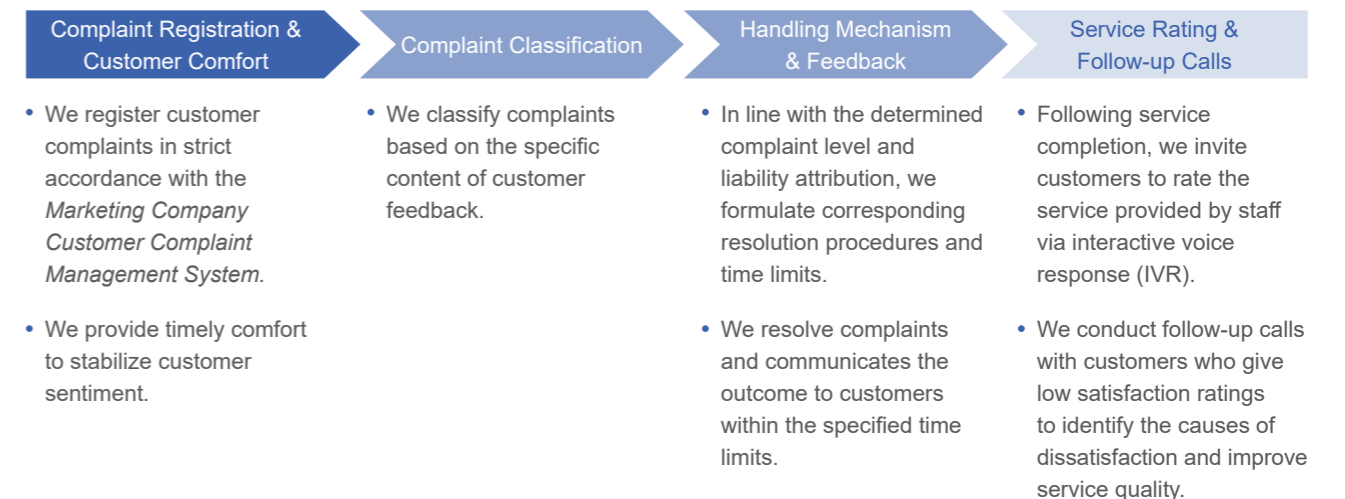 Complaint Registration &
Customer Comfort
• We register customer
complaints in strict
accordance with the
Marketing Company
Customer Complaint
Management System.
• We provide timely comfort
to stabilize customer
sentiment.
Complaint Classification
• We classify complaints
based on the specific
content of customer
feedback.
Handling Mechanism
& Feedback
• In line with the determined
complaint level and
liability attribution, we
formulate corresponding
resolution procedures and
time limits.
• We resolve complaints
and communicates the
outcome to customers
within the specified time
limits.
Service Rating &
Follow-up Calls
• Following service
completion, we invite
customers to rate the
service provided by staff
via interactive voice
response (IVR).
• We conduct follow-up calls
with customers who give
low satisfaction ratings
to identify the causes of
dissatisfaction and improve
service quality.